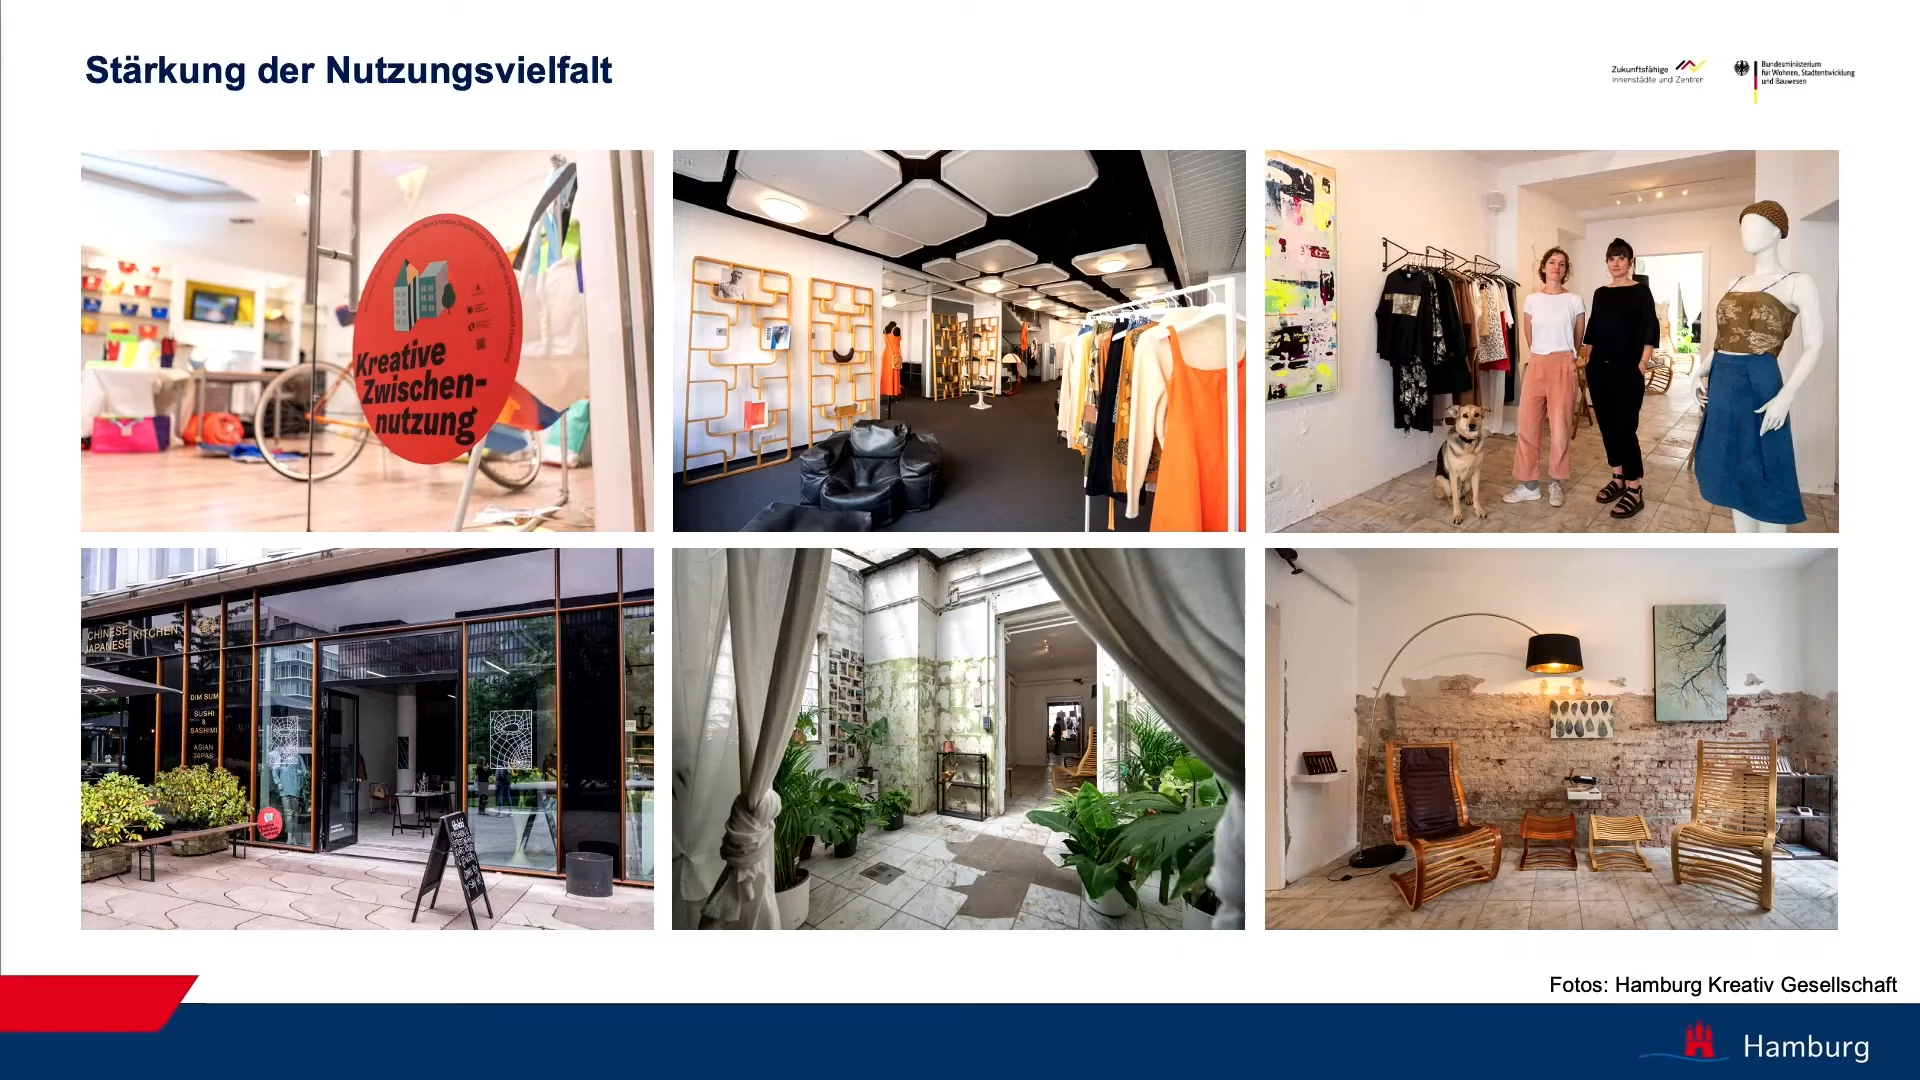 Stärkung der Nutzungsvielfalt
Zukunftsfähige
Innenstädte und Zentren
Bundesministerium
für Wohnen, Stadtentwicklung
und Bauwesen
Kreative
Zwischen-
nutzung
CHINESE KITCHEN
JAPANESE
DIM SUM
SUSHI
&
SASHIMI
ASIAN
TAPAS
Fotos: Hamburg Kreativ Gesellschaft
Hamburg